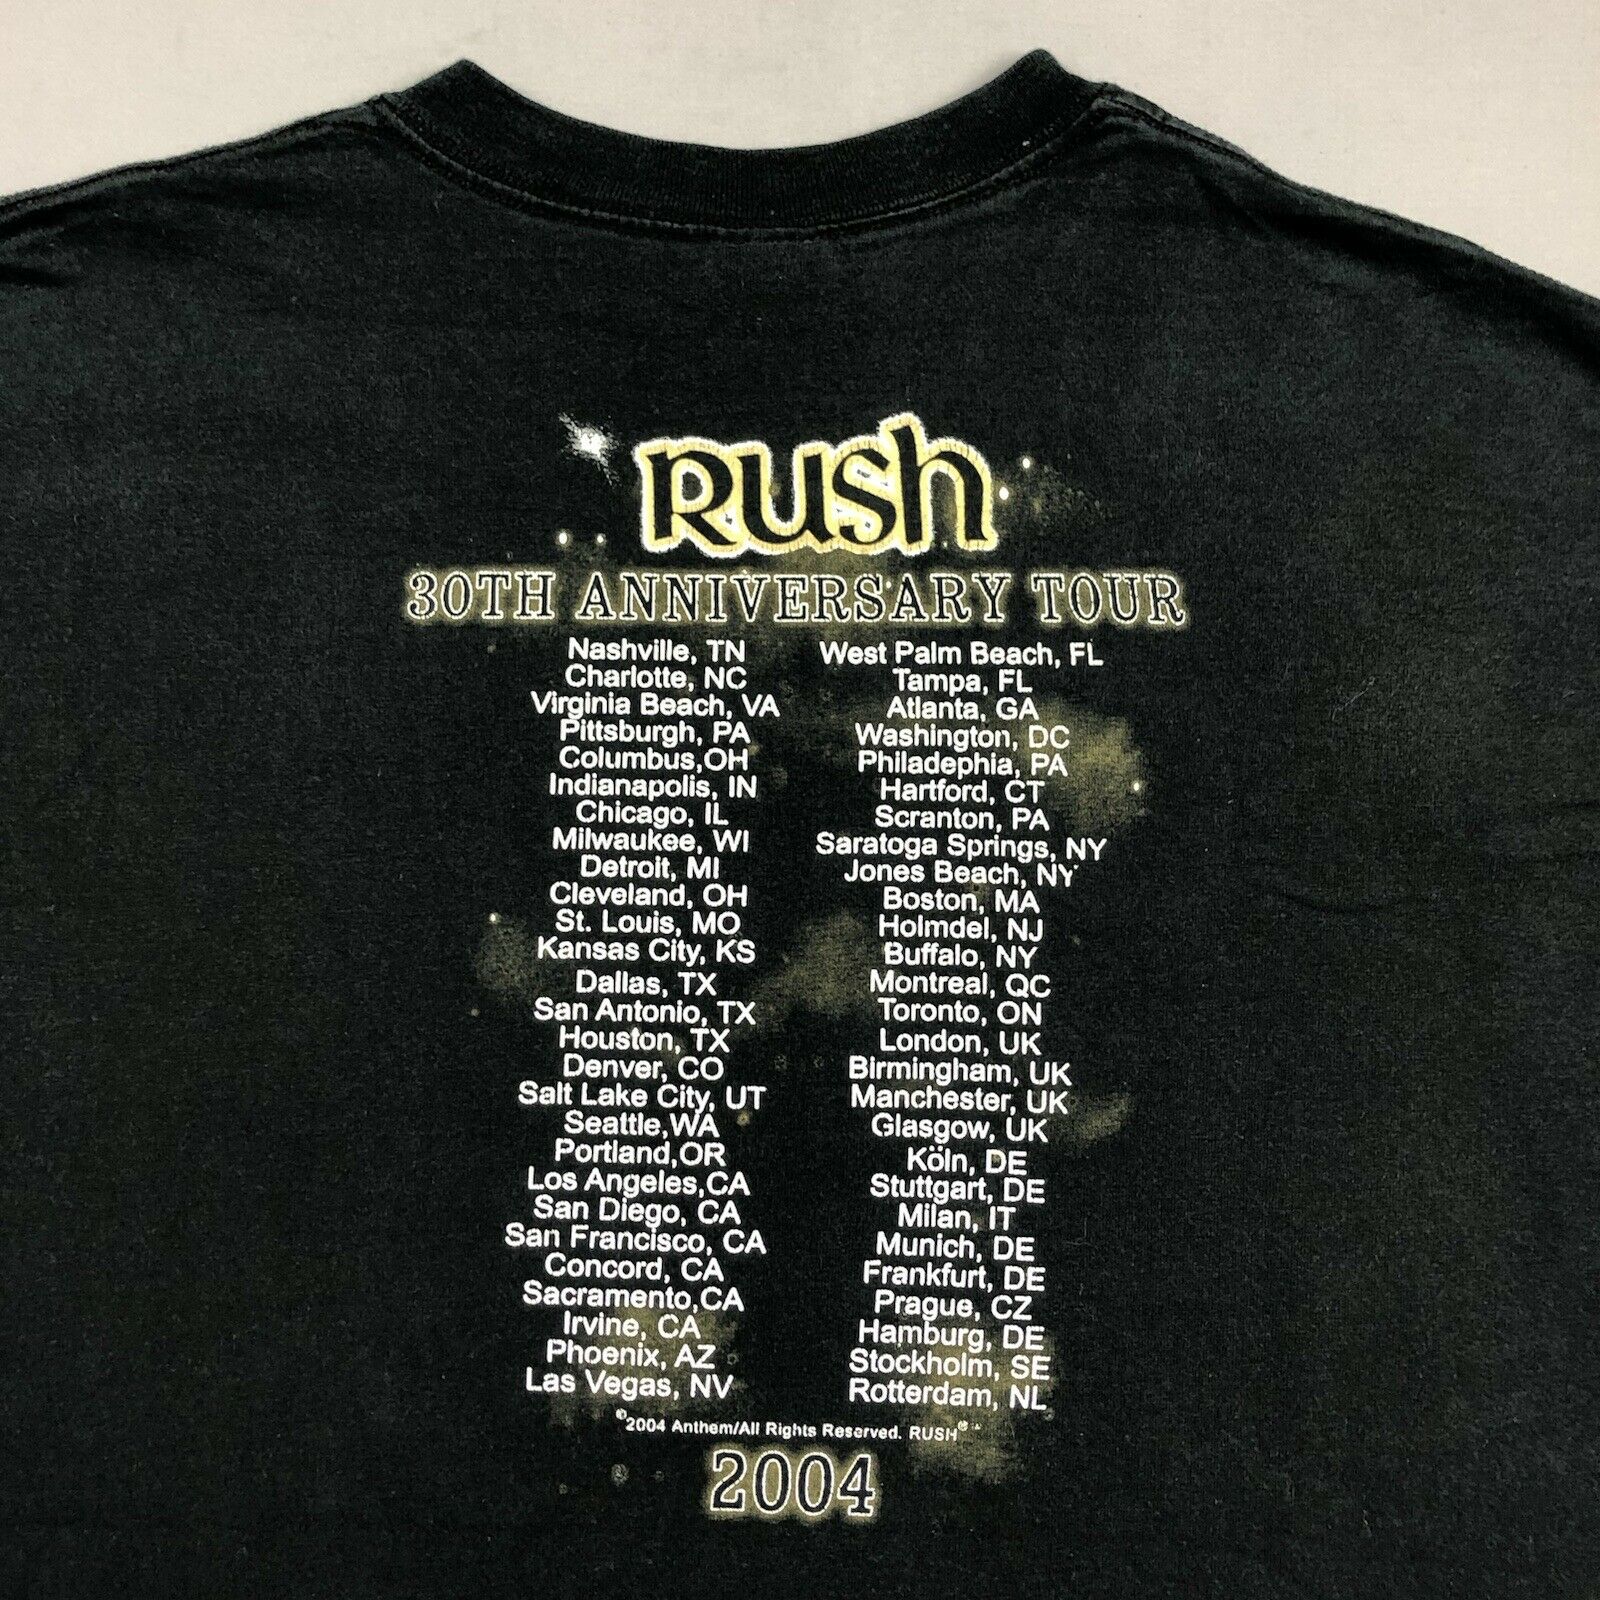 Rush
30TH ANNIVERSARY TOUR
Nashville, TN
Charlotte, NC
Virginia Beach, VA
Pittsburgh, PA
Columbus,OH
Indianapolis, IN
Chicago, IL
Milwaukee, WI
Detroit, MI
Cleveland, OH
St. Louis, MO
Kansas City, KS
Dallas, TX
San Antonio, TX
Houston, TX
Denver, CO
Salt Lake City, UT
Seattle,WA
Portland,OR
Los Angeles,CA
San Diego, CA
San Francisco, CA
Concord, CA
Sacramento,CA
Irvine, CA
Phoenix, AZ
Las Vegas, NV
West Palm Beach, FL
Tampa, FL
Atlanta, GA
Washington, DC
Philadephia, PA
Hartford, CT
Scranton, PA
Saratoga Springs, NY
Jones Beach, NY
Boston, MA
Holmdel, NJ
Buffalo, NY
Montreal, QC
Toronto, ON
London, UK
Birmingham, UK
Manchester, UK
Glasgow, UK
Köln, DE
Stuttgart, DE
Milan, IT
Munich, DE
Frankfurt, DE
Prague, CZ
Hamburg, DE
Stockholm, SE
Rotterdam, NL
©2004 Anthem/All Rights Reserved. RUSH®
2004